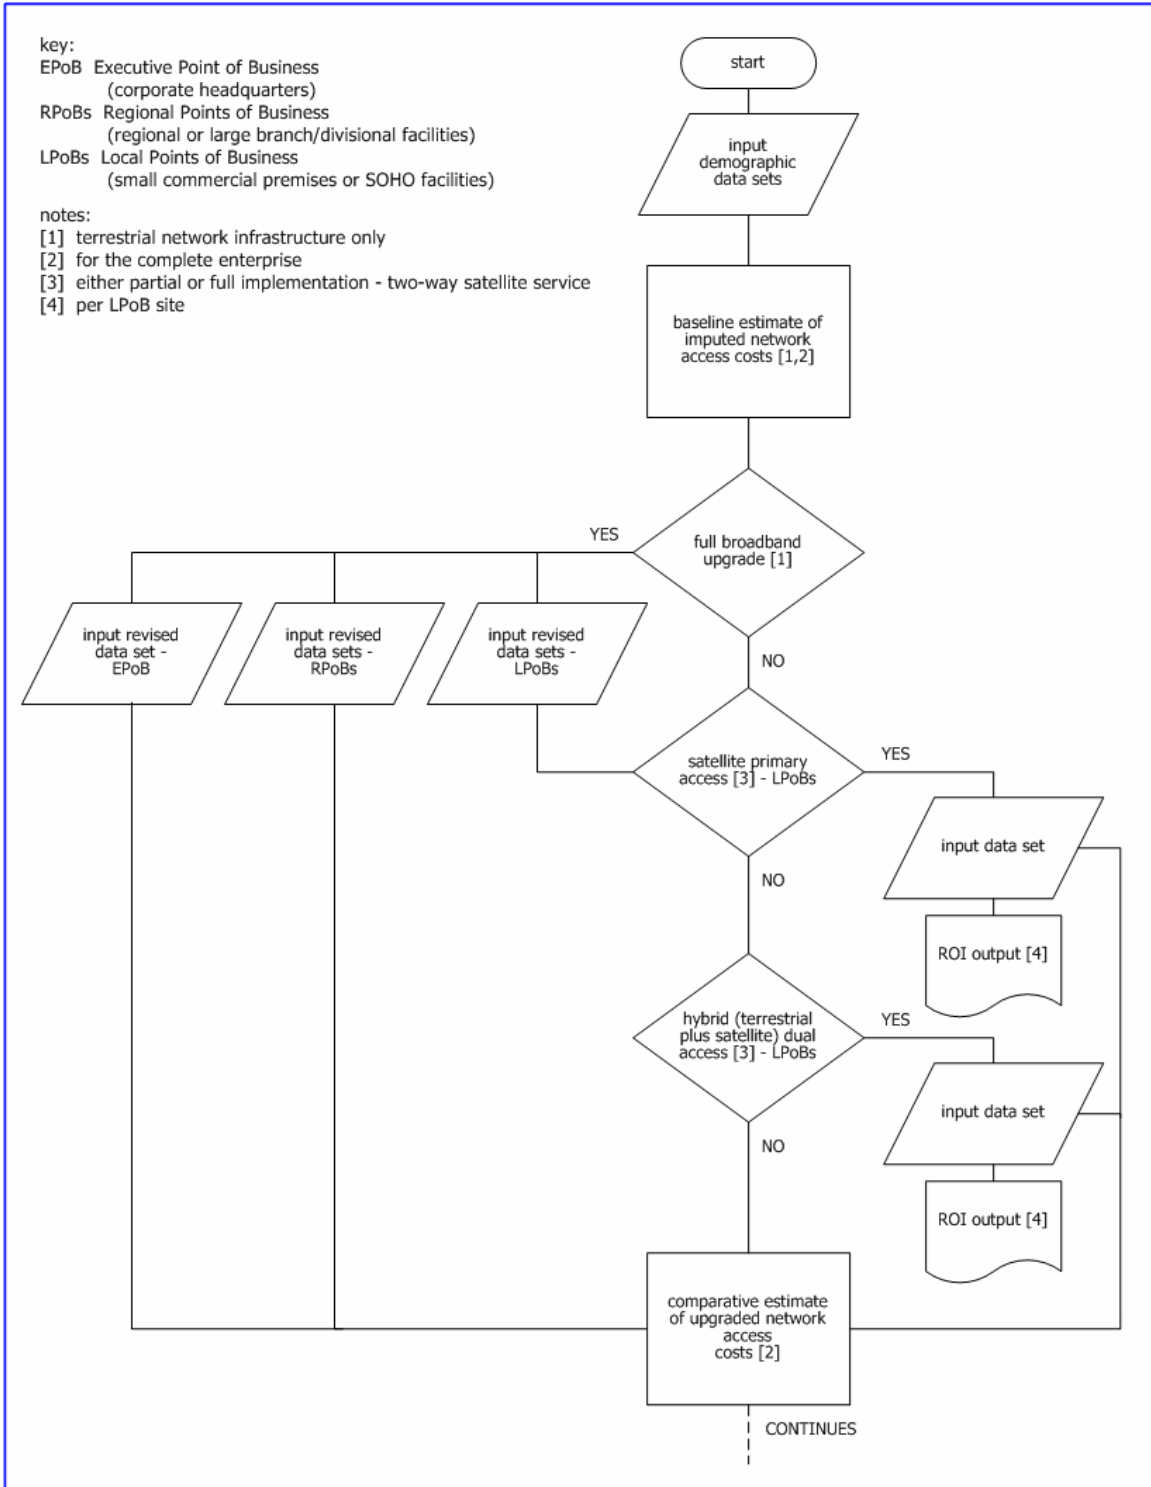 key:
EPoB Executive Point of Business
(corporate headquarters)
RPoBs Regional Points of Business
(regional or large branch/divisional facilities)
LPoBs Local Points of Business
(small commercial premises or SOHO facilities)
notes:
[1] terrestrial network infrastructure only
[2] for the complete enterprise
[3] either partial or full implementation - two-way satellite service
[4] per LPoB site
start
input
demographic
data sets
baseline estimate of
imputed network
access costs [1,2]
full broadband
upgrade [1]
YES
NO
input revised
data set -
EPoB
input revised
data sets -
RPoBs
input revised
data sets -
LPoBs
satellite primary
access [3] - LPoBs
YES
NO
input data set
ROI output [4]
hybrid (terrestrial
plus satellite) dual
access [3] - LPoBs
YES
NO
input data set
ROI output [4]
comparative estimate
of upgraded network
access
costs [2]
CONTINUES